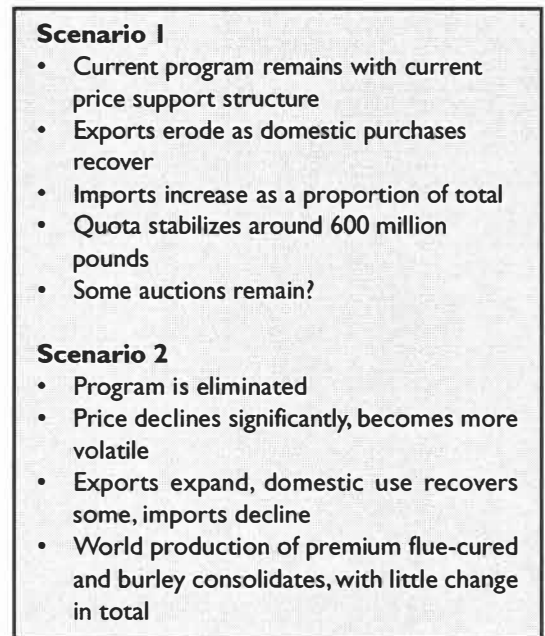 Scenario 1
• Current program remains with current
price support structure
• Exports erode as domestic purchases
recover
• Imports increase as a proportion of total
• Quota stabilizes around 600 million
pounds
• Some auctions remain?
Scenario 2
• Program is eliminated
• Price declines significantly, becomes more
volatile
• Exports expand, domestic use recovers
some, imports decline
• World production of premium flue-cured
and burley consolidates, with little change
in total